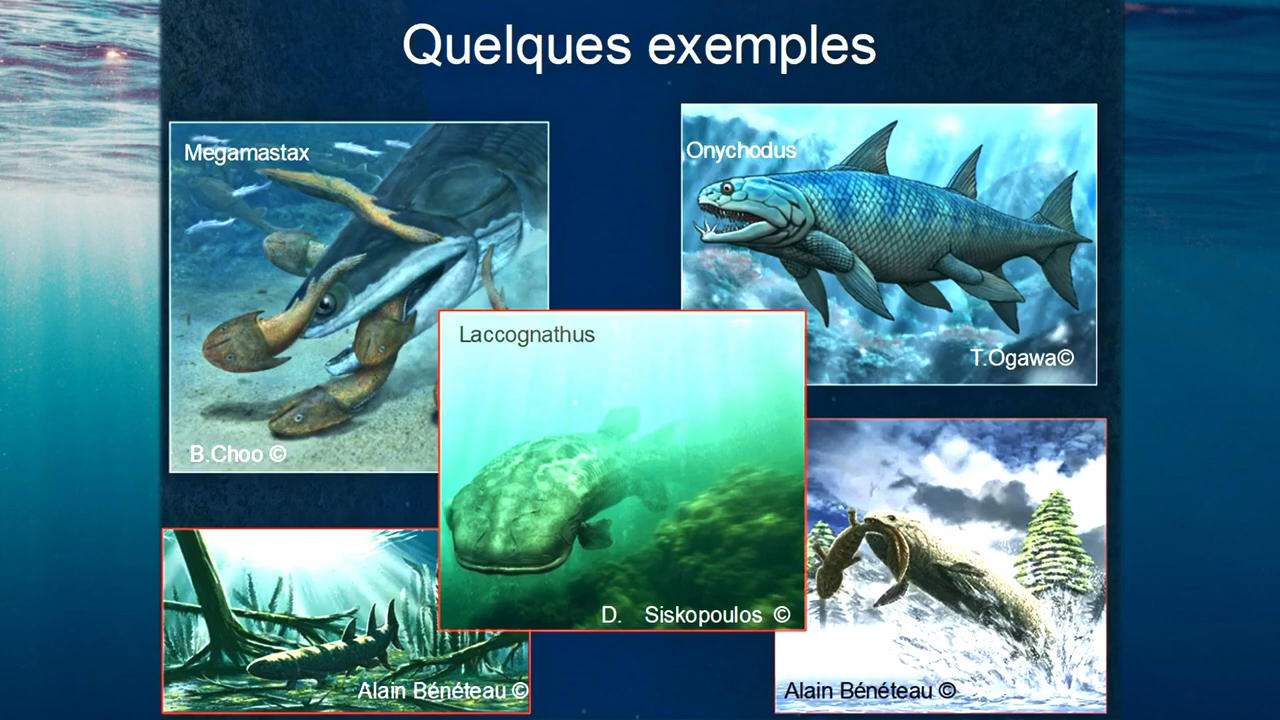 Quelques exemples
Megamastax
Onychodus
Laccognathus
T.Ogawa©
B.Choo ©
D. Siskopoulos ©
Alain Bénéteau ©
Alain Bénéteau ©